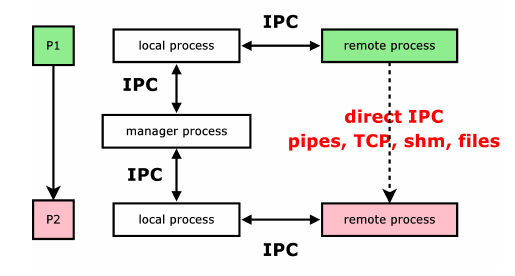 IPC
P1
local process
remote process
IPC
direct IPC
pipes, TCP, shm, files
manager process
IPC
P2
local process
remote process
IPC